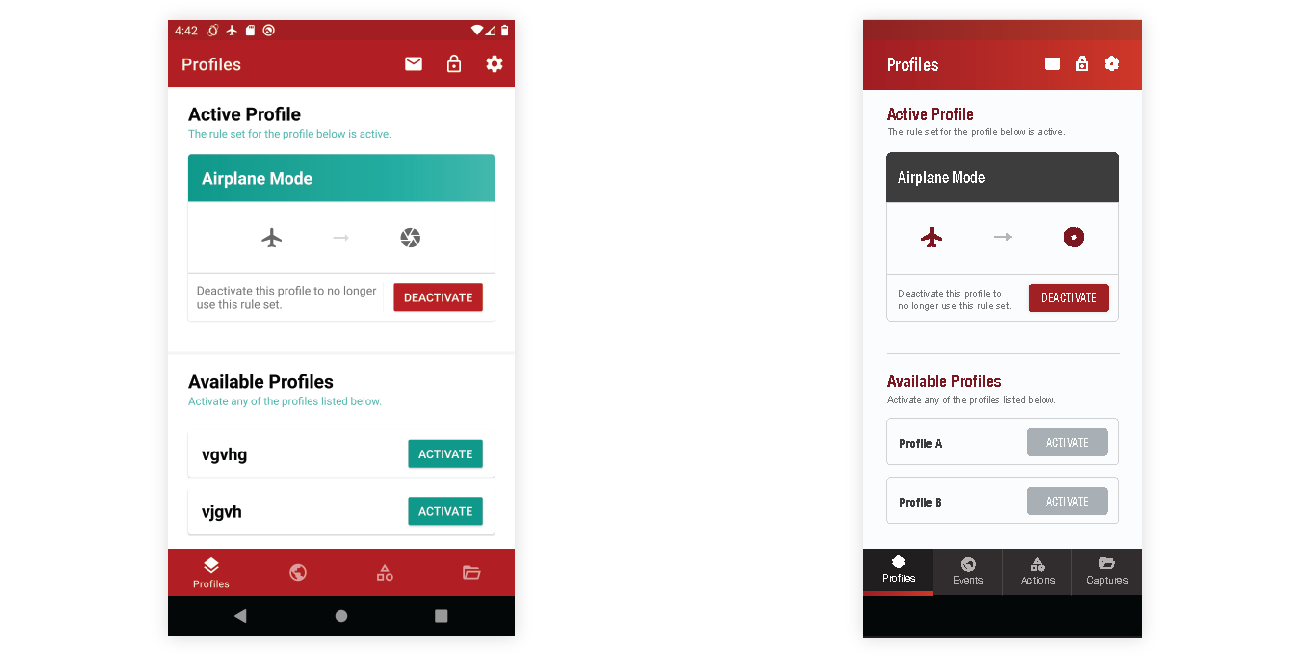 4:42
Profiles
Active Profile
The rule set for the profile below is active.
Airplane Mode
Deactivate this profile to no longer
use this rule set.
DEACTIVATE
Available Profiles
Activate any of the profiles listed below.
vgvhg
ACTIVATE
vjgvh
ACTIVATE
Profiles
Profiles
Active Profile
The rule set for the profile below is active.
Airplane Mode
Deactivate this profile to
no longer use this rule set.
DEACTIVATE
Available Profiles
Activate any of the profiles listed below.
Profile A
ACTIVATE
Profile B
ACTIVATE
Profiles
Events
Actions
Captures